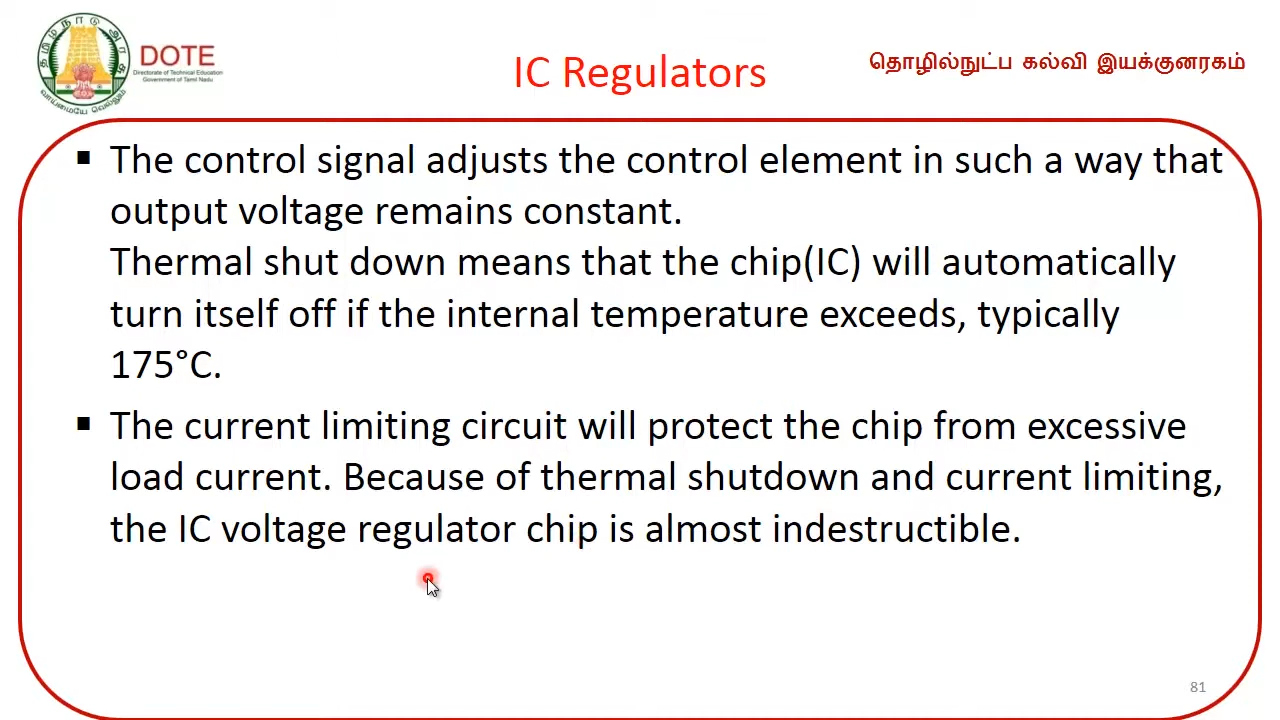 DOTE
Directorate of Technical Education
Government of Tamil Nadu
IC Regulators
தொழில்நுட்ப கல்வி இயக்குனரகம்
▪ The control signal adjusts the control element in such a way that
output voltage remains constant.
Thermal shut down means that the chip(IC) will automatically
turn itself off if the internal temperature exceeds, typically
175°C.
▪ The current limiting circuit will protect the chip from excessive
load current. Because of thermal shutdown and current limiting,
the IC voltage regulator chip is almost indestructible.
81